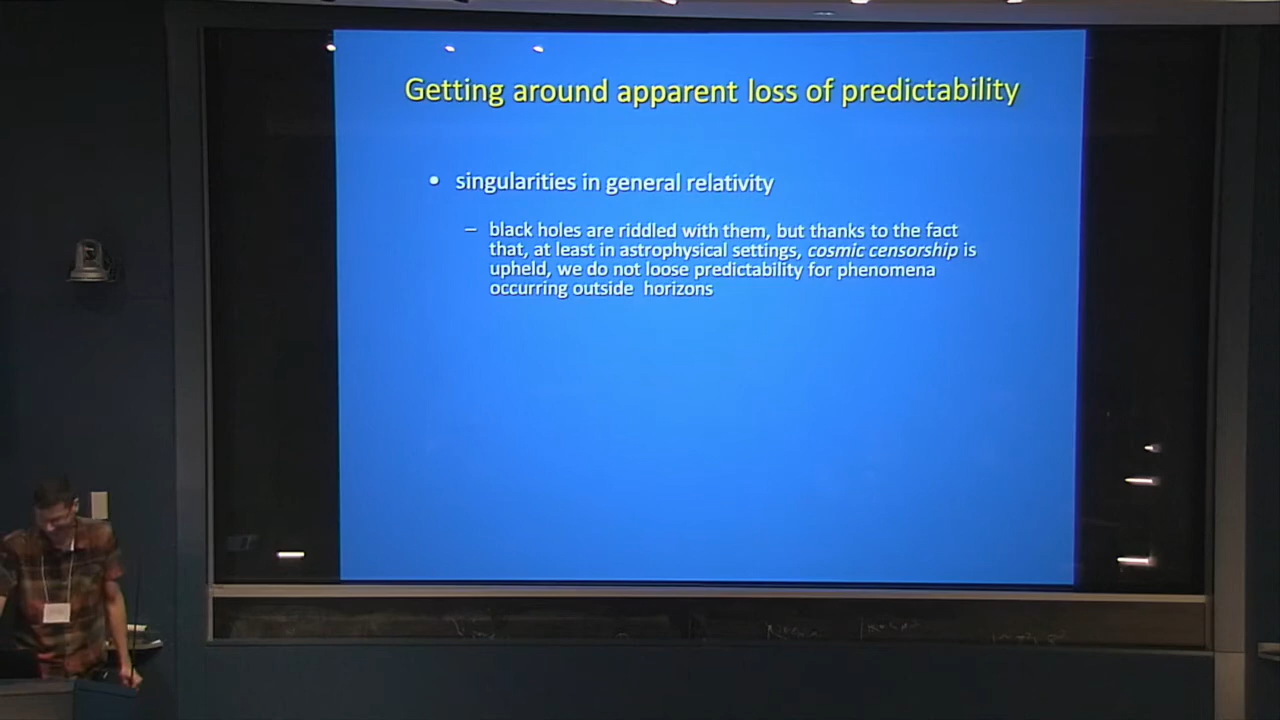 Getting around apparent loss of predictability
• singularities in general relativity
– black holes are riddled with them, but thanks to the fact
that, at least in astrophysical settings, cosmic censorship is
upheld, we do not loose predictability for phenomena
occurring outside horizons